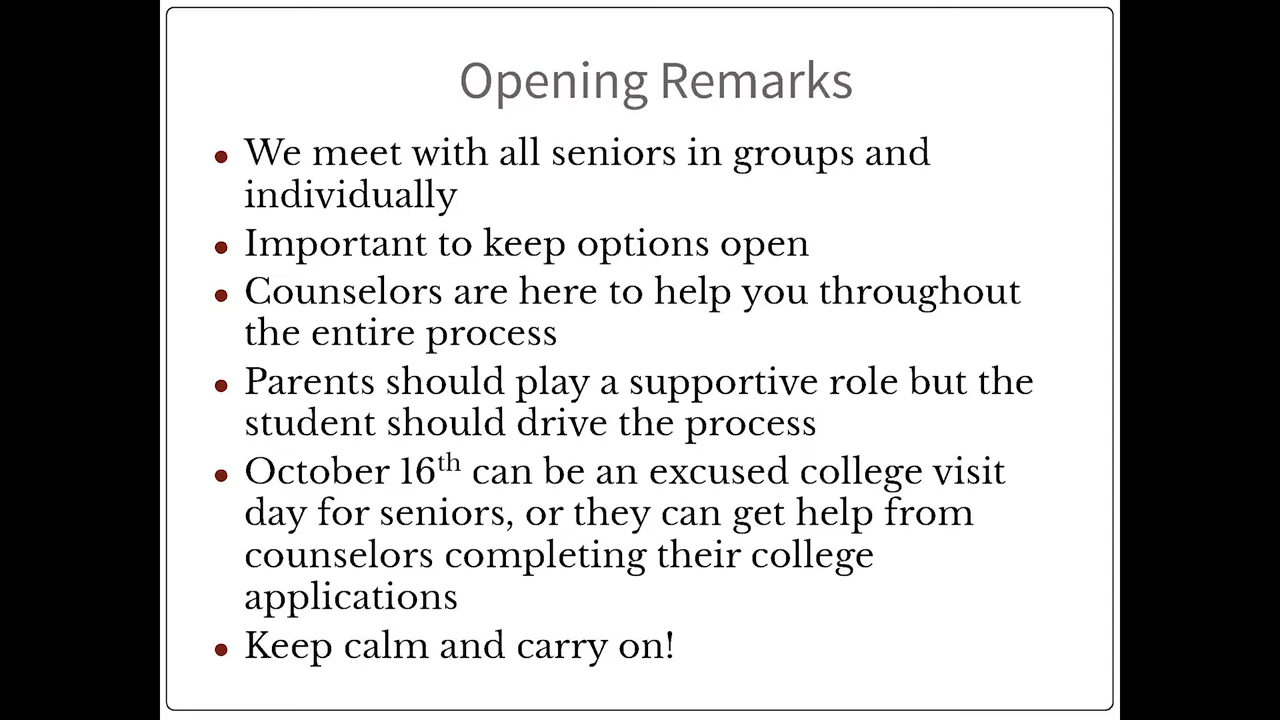 Opening Remarks
• We meet with all seniors in groups and
individually
• Important to keep options open
• Counselors are here to help you throughout
the entire process
• Parents should play a supportive role but the
student should drive the process
• October 16th can be an excused college visit
day for seniors, or they can get help from
counselors completing their college
applications
• Keep calm and carry on!